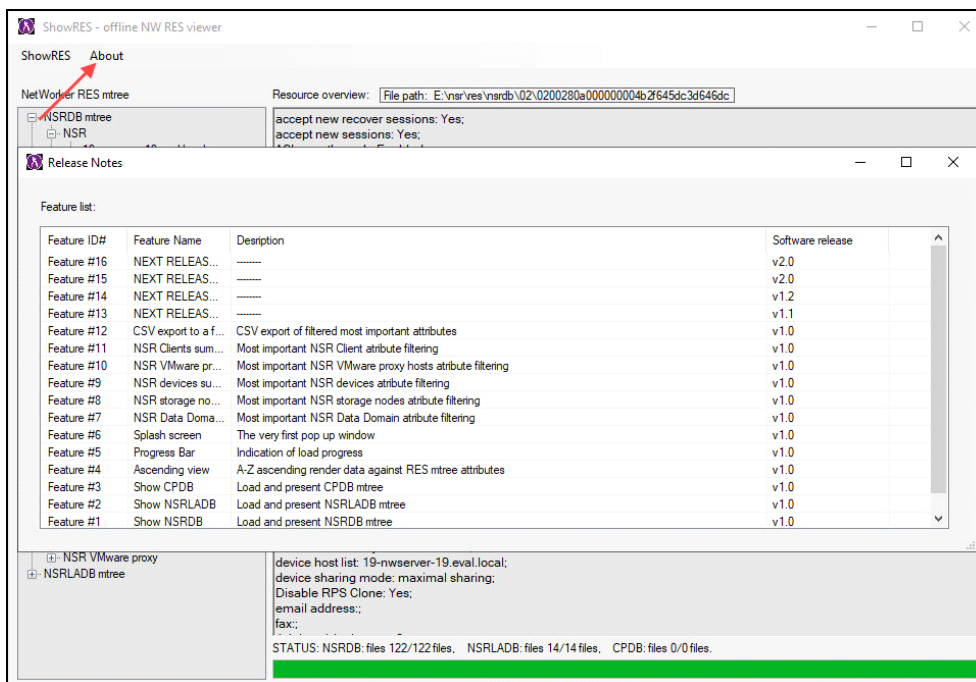 ShowRES - offline NW RES viewer
ShowRES About
NetWorker RES mtree
Resource overview: File path: E:\nsr\res\nsrdb\02\0200280a000000004b2f645dc3d646dc
NSRDB mtree
NSR
accept new recover sessions: Yes;
accept new sessions: Yes;
Release Notes
Feature list:
Feature ID# Feature Name Desription Software release
Feature #16 NEXT RELEAS... -------- v2.0
Feature #15 NEXT RELEAS... -------- v2.0
Feature #14 NEXT RELEAS... -------- v1.2
Feature #13 NEXT RELEAS... -------- v1.1
Feature #12 CSV export to a f... CSV export of filtered most important attributes v1.0
Feature #11 NSR Clients sum... Most important NSR Client atribute filtering v1.0
Feature #10 NSR VMware pr... Most important NSR VMware proxy hosts atribute filtering v1.0
Feature #9 NSR devices su... Most important NSR devices atribute filtering v1.0
Feature #8 NSR storage no... Most important NSR storage nodes atribute filtering v1.0
Feature #7 NSR Data Doma... Most important NSR Data Domain atribute filtering v1.0
Feature #6 Splash screen The very first pop up window v1.0
Feature #5 Progress Bar Indication of load progress v1.0
Feature #4 Ascending view A-Z ascending render data against RES mtree attributes v1.0
Feature #3 Show CPDB Load and present CPDB mtree v1.0
Feature #2 Show NSRLADB Load and present NSRLADB mtree v1.0
Feature #1 Show NSRDB Load and present NSRDB mtree v1.0
NSR VMware proxy
NSRLADB mtree
device host list: 19-nwserver-19.eval.local;
device sharing mode: maximal sharing;
Disable RPS Clone: Yes;
email address:;
fax:;
STATUS: NSRDB: files 122/122 files, NSRLADB: files 14/14 files, CPDB: files 0/0 files.